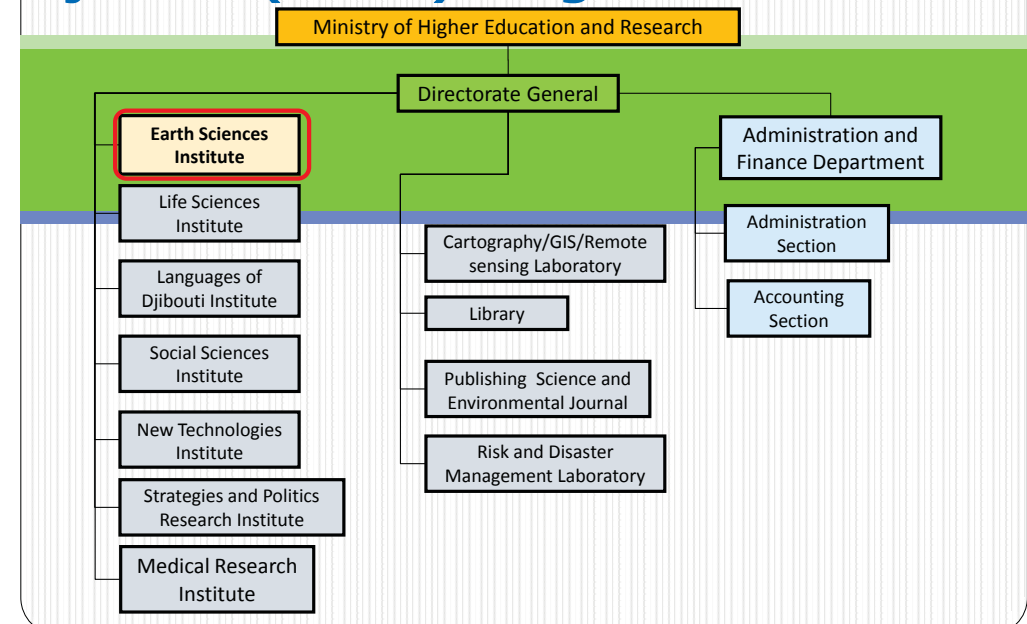 Ministry of Higher Education and Research
Directorate General
Earth Sciences
Institute
Life Sciences
Institute
Languages of
Djibouti Institute
Social Sciences
Institute
New Technologies
Institute
Strategies and Politics
Research Institute
Medical Research
Institute
Cartography/GIS/Remote
sensing Laboratory
Library
Publishing Science and
Environmental Journal
Risk and Disaster
Management Laboratory
Administration and
Finance Department
Administration
Section
Accounting
Section